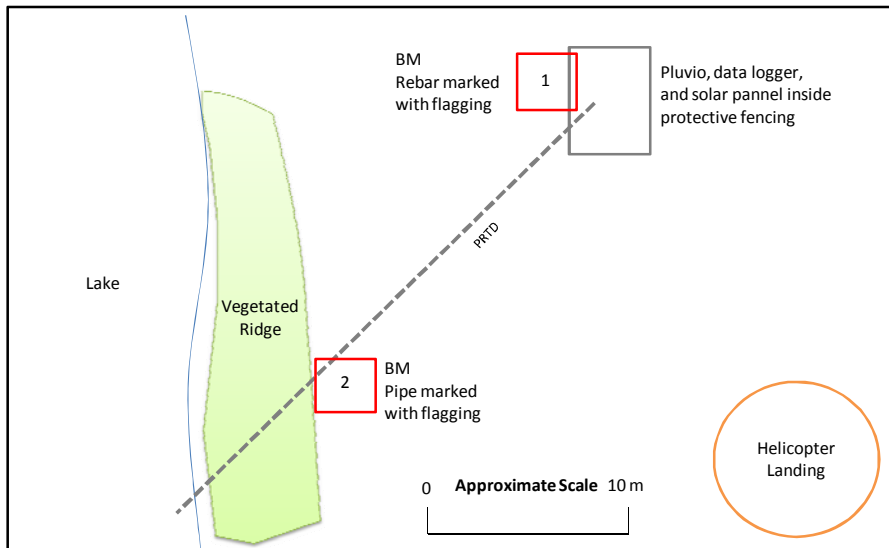 BM
Rebar marked
with flagging
1
Pluvio, data logger,
and solar pannel inside
protective fencing
PRTD
Lake
Vegetated
Ridge
2
BM
Pipe marked
with flagging
Helicopter
Landing
0 Approximate Scale 10 m